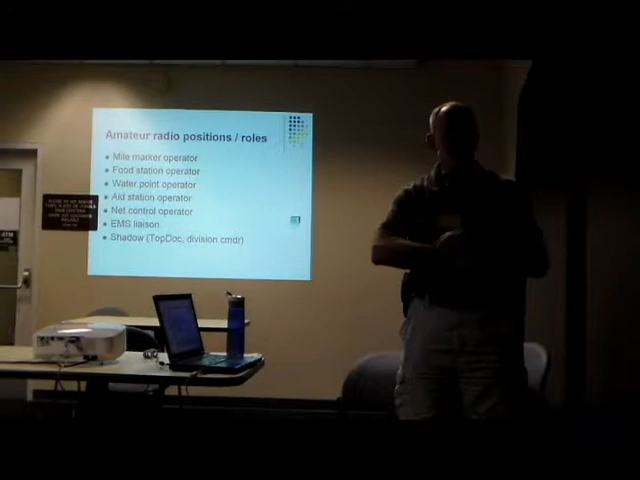 Amateur radio positions / roles
Mile marker operator
Food station operator
Water point operator
Aid station operator
Net control operator
EMS liaison
Shadow (TopDoc, division cmdr)